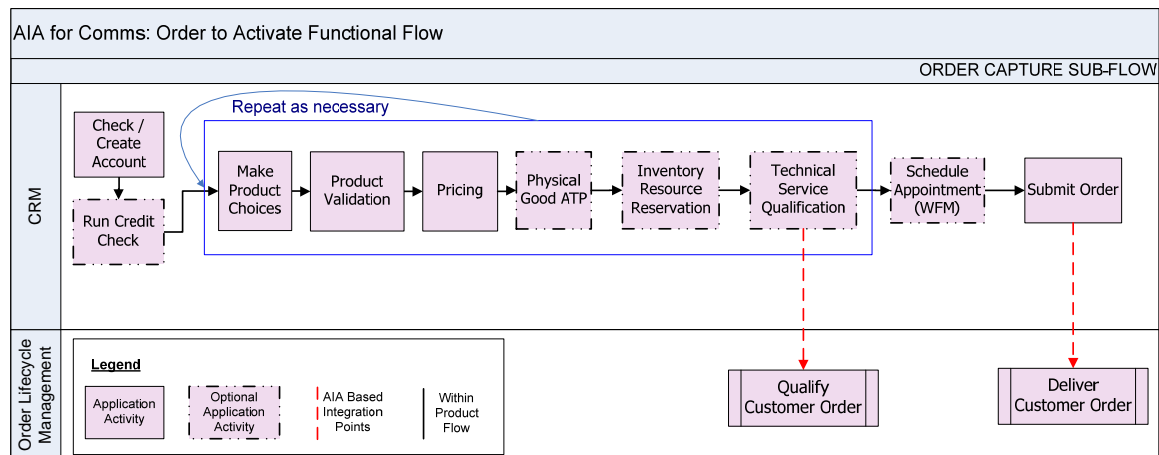 AIA for Comms: Order to Activate Functional Flow
ORDER CAPTURE SUB-FLOW
CRM
Repeat as necessary
Check /
Create
Account
Run Credit
Check
Make
Product
Choices
Product
Validation
Pricing
Physical
Good ATP
Inventory
Resource
Reservation
Technical
Service
Qualification
Schedule
Appointment
(WFM)
Submit Order
Order Lifecycle
Management
Legend
Application
Activity
Optional
Application
Activity
AIA Based
Integration
Points
Within
Product
Flow
Qualify
Customer Order
Deliver
Customer Order